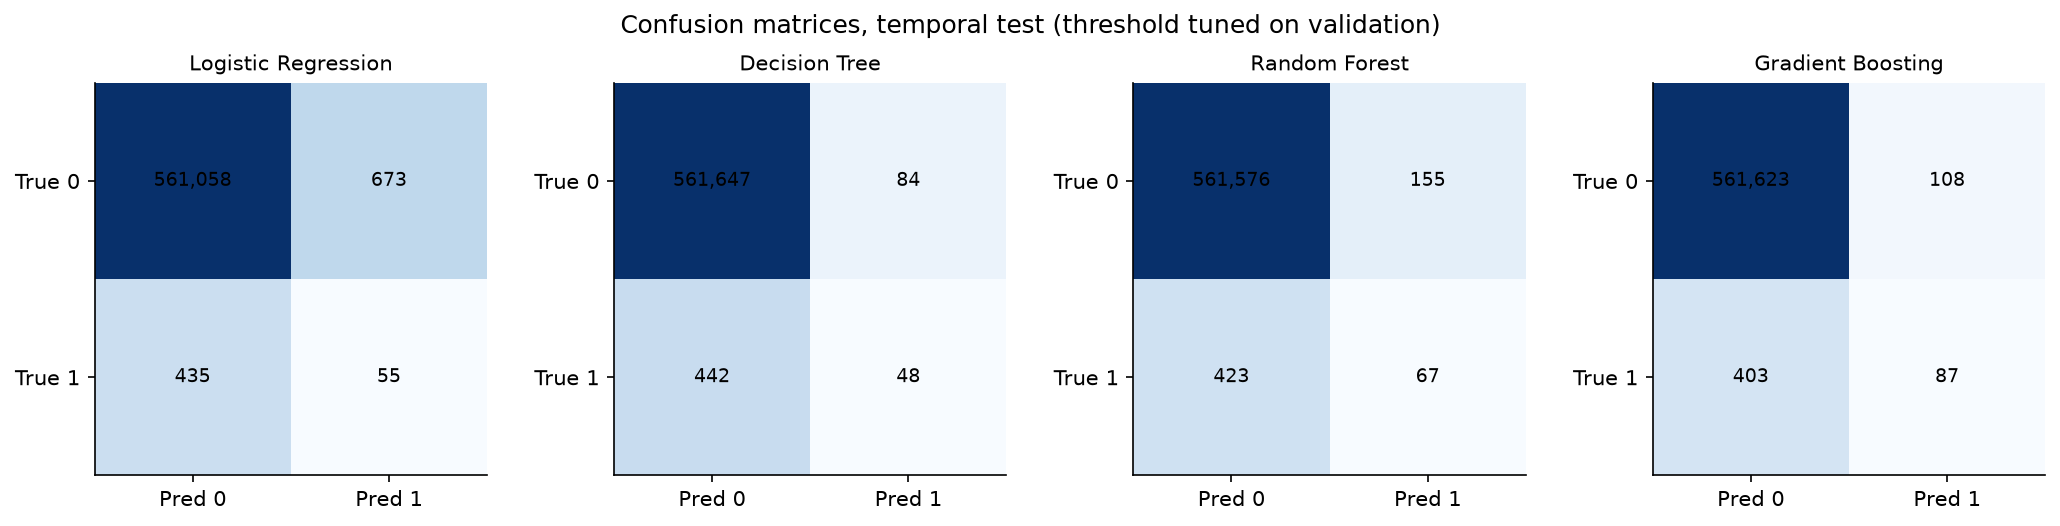 Confusion matrices, temporal test (threshold tuned on validation)
Logistic Regression
True 0
561,058
673
True 1
435
55
Pred 0
Pred 1
Decision Tree
True 0
561,647
84
True 1
442
48
Pred 0
Pred 1
Random Forest
True 0
561,576
155
True 1
423
67
Pred 0
Pred 1
Gradient Boosting
True 0
561,623
108
True 1
403
87
Pred 0
Pred 1